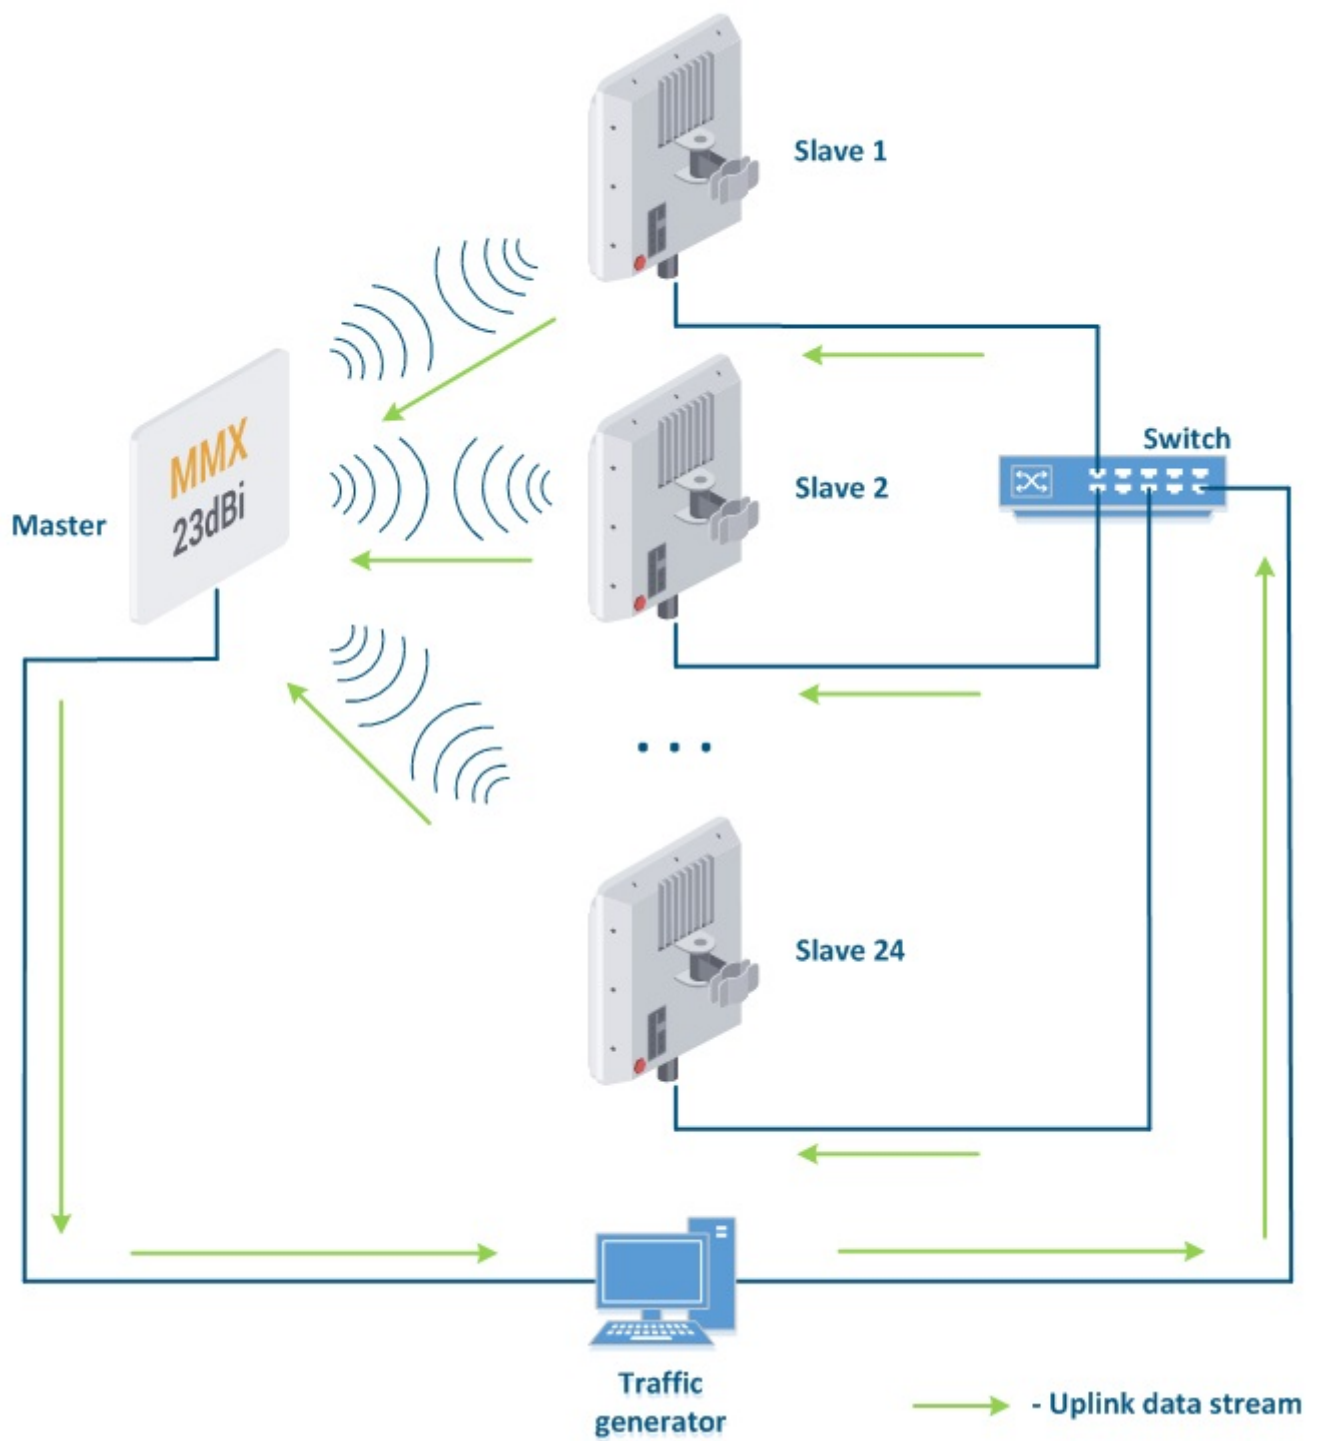 Slave 1
Switch
MMX
23dBi
Slave 2
Master
Slave 24
Traffic
generator
- Uplink data stream